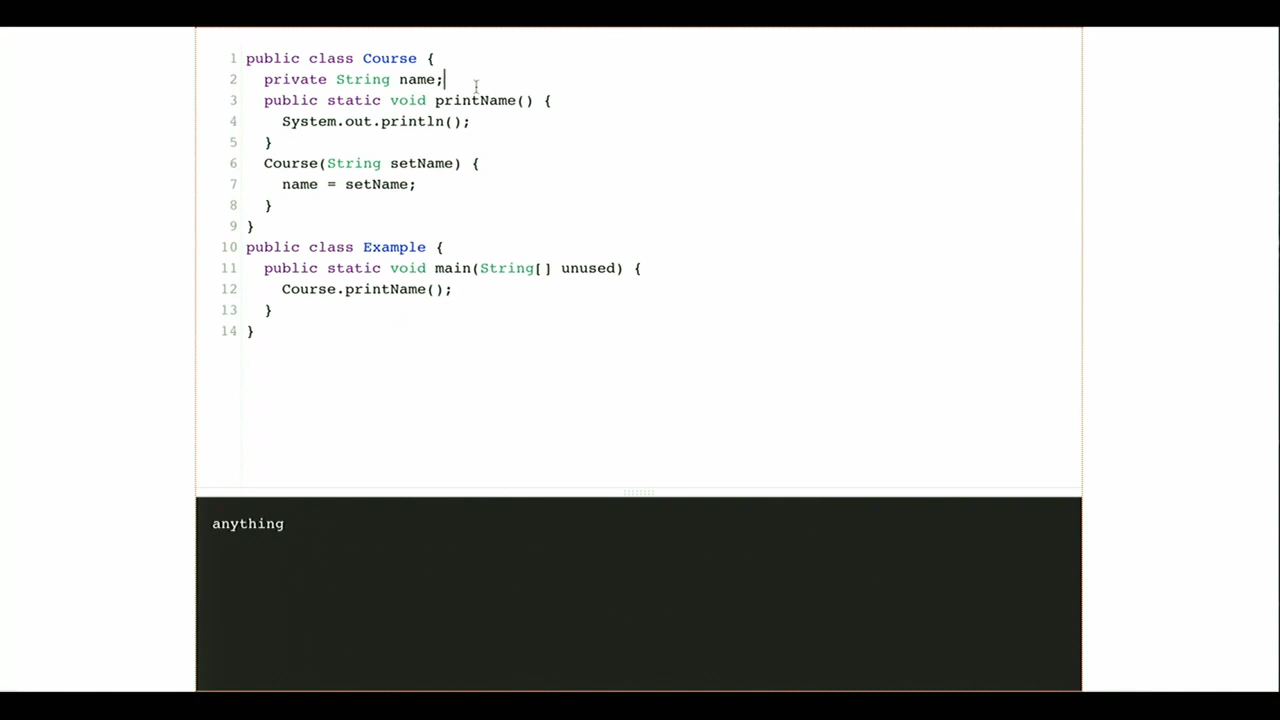 1 public class Course {
2 private String name;
3 public static void printName() {
4 System.out.println();
5 }
6 Course(String setName) {
7 name = setName;
8 }
9 }
10 public class Example {
11 public static void main(String[] unused) {
12 Course.printName();
13 }
14 }
anything